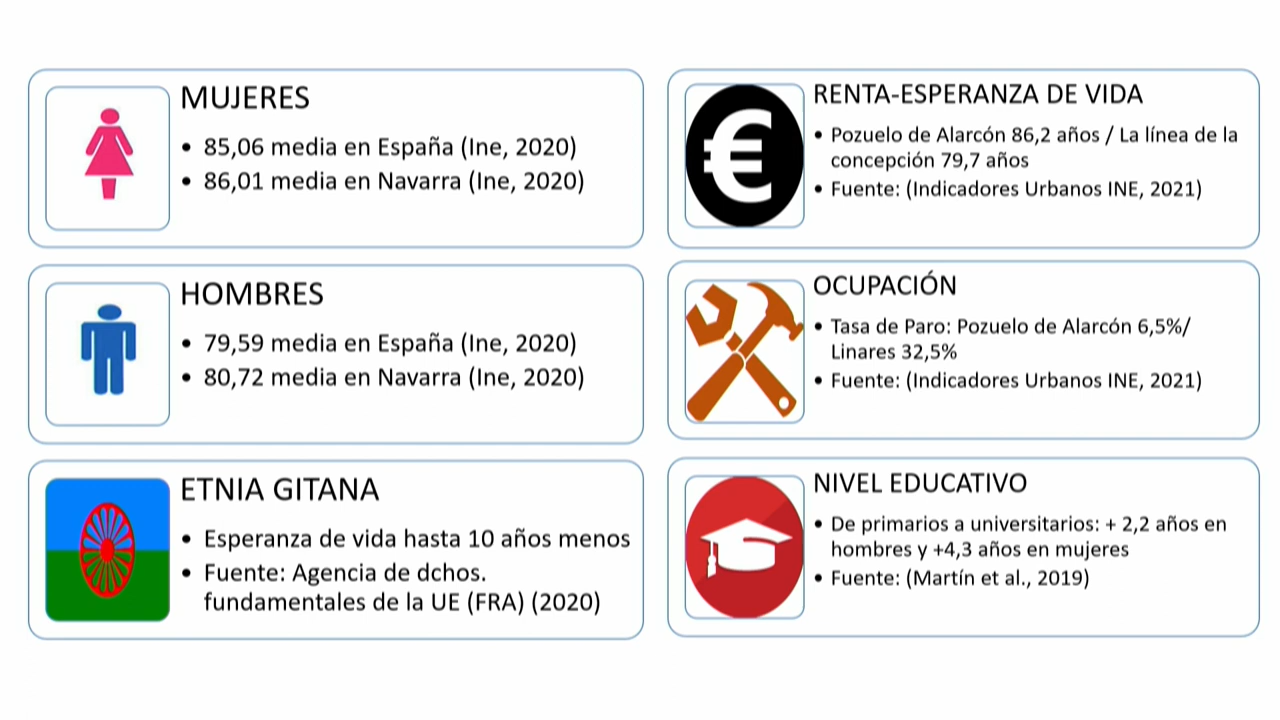 MUJERES
• 85,06 media en España (Ine, 2020)
• 86,01 media en Navarra (Ine, 2020)
HOMBRES
• 79,59 media en España (Ine, 2020)
• 80,72 media en Navarra (Ine, 2020)
ETNIA GITANA
• Esperanza de vida hasta 10 años menos
• Fuente: Agencia de dchos.
fundamentales de la UE (FRA) (2020)
RENTA-ESPERANZA DE VIDA
• Pozuelo de Alarcón 86,2 años / La línea de la
concepción 79,7 años
• Fuente: (Indicadores Urbanos INE, 2021)
OCUPACIÓN
• Tasa de Paro: Pozuelo de Alarcón 6,5%/
Linares 32,5%
• Fuente: (Indicadores Urbanos INE, 2021)
NIVEL EDUCATIVO
• De primarios a universitarios: + 2,2 años en
hombres y +4,3 años en mujeres
• Fuente: (Martín et al., 2019)